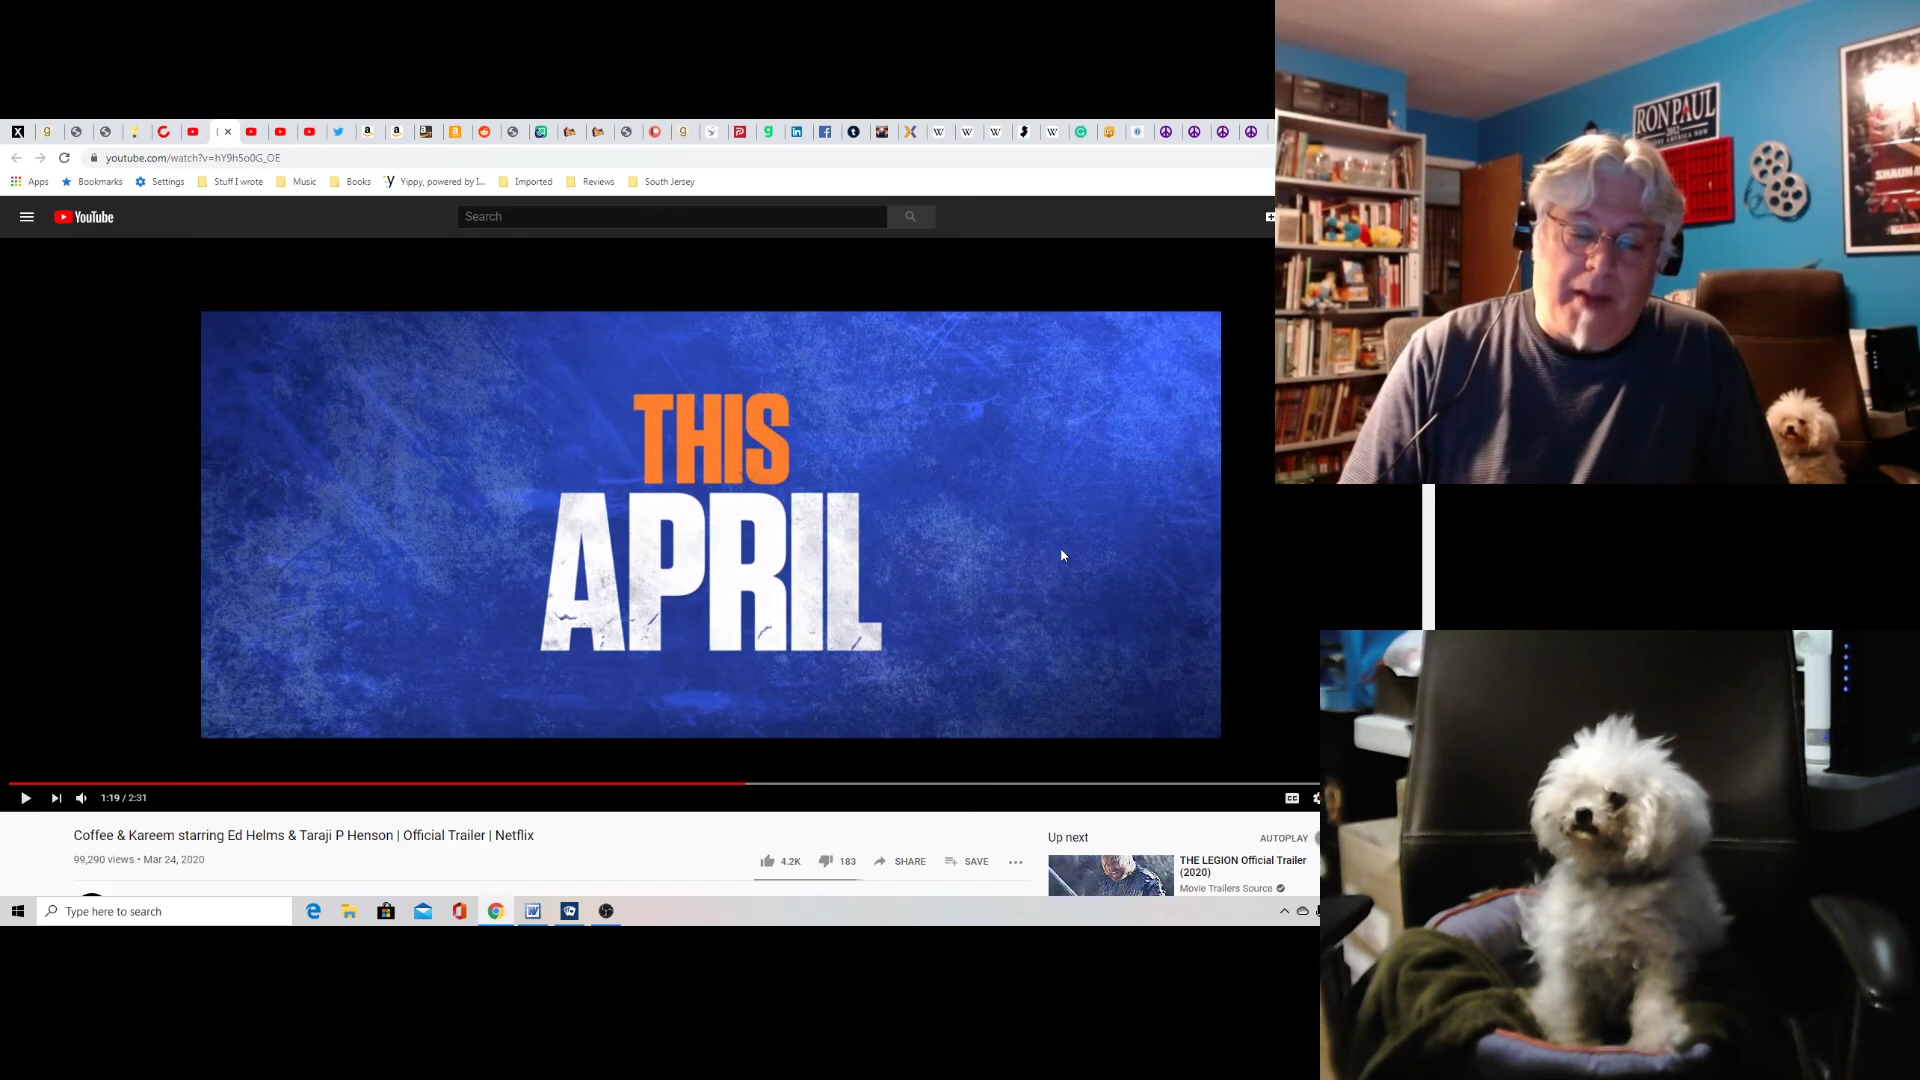 youtube.com/watch?v=hY9h5o0G_OE
Apps
Bookmarks
Settings
Stuff I wrote
Music
Books
Yippy, powered by I...
Imported
Reviews
South Jersey
YouTube
Search
THIS
APRIL
1:19 / 2:31
CC
Coffee & Kareem starring Ed Helms & Taraji P Henson | Official Trailer | Netflix
99,290 views • Mar 24, 2020
4.2K
183
SHARE
SAVE
Up next
AUTOPLAY
THE LEGION Official Trailer
(2020)
Movie Trailers Source
Type here to search
RON PAUL
2012
SHAUN